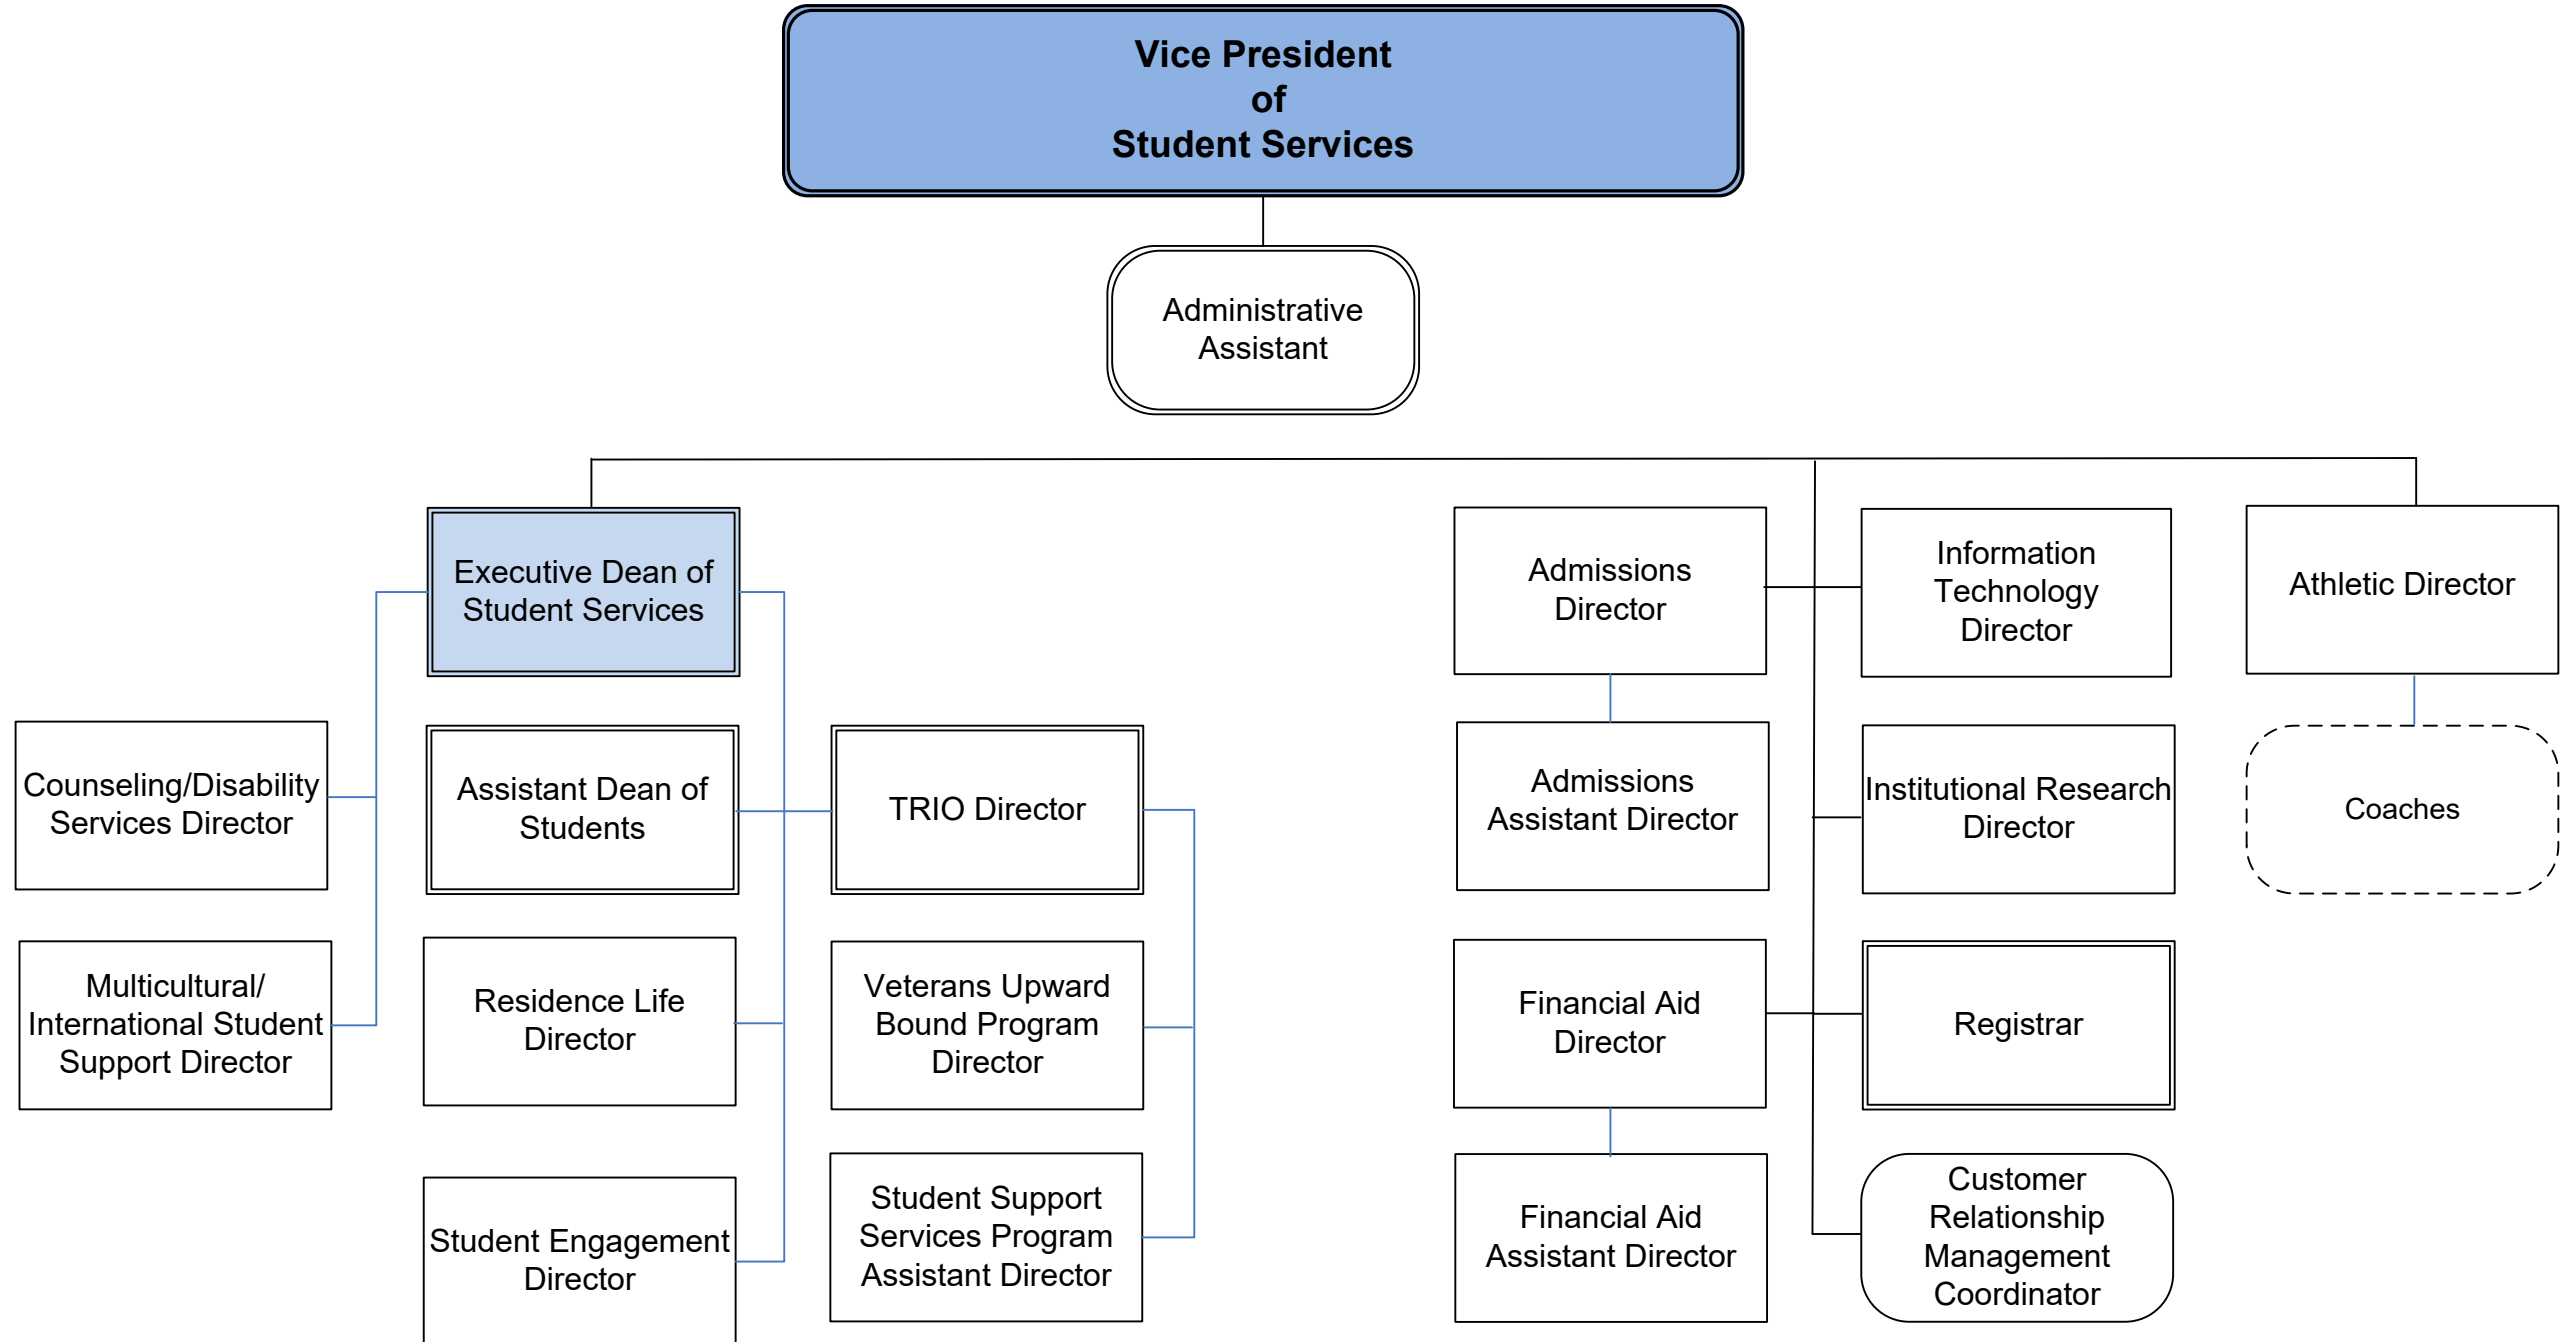 Vice President
of
Student Services
Administrative
Assistant
Executive Dean of
Student Services
Admissions
Director
Information
Technology
Director
Athletic Director
Counseling/Disability
Services Director
Assistant Dean of
Students
TRIO Director
Admissions
Assistant Director
Institutional Research
Director
Coaches
Multicultural/
International Student
Support Director
Residence Life
Director
Veterans Upward
Bound Program
Director
Financial Aid
Director
Registrar
Student Engagement
Director
Student Support
Services Program
Assistant Director
Financial Aid
Assistant Director
Customer
Relationship
Management
Coordinator